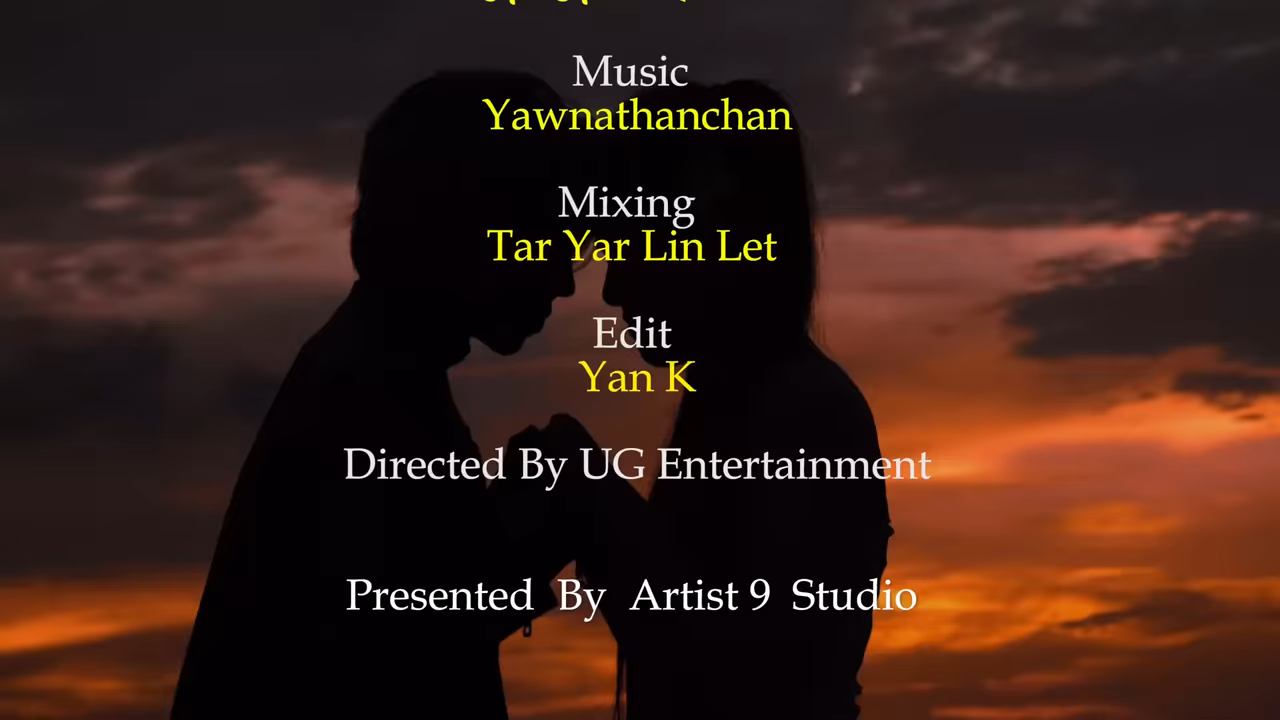 Music
Yawnathanchan
Mixing
Tar Yar Lin Let
Edit
Yan K
Directed By UG Entertainment
Presented By Artist 9 Studio